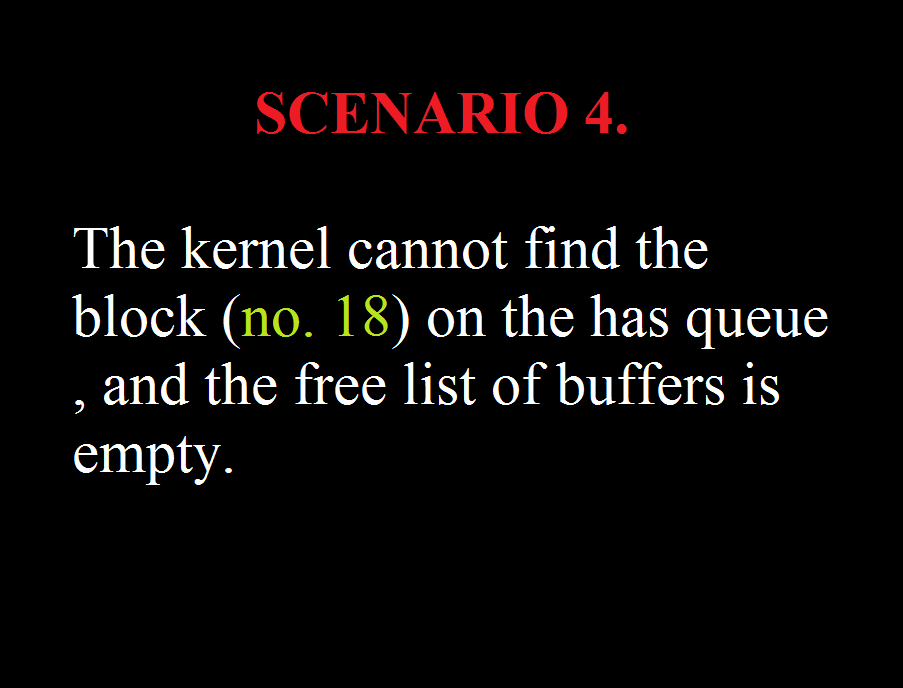 SCENARIO 4.
The kernel cannot find the
block (no. 18) on the has queue
, and the free list of buffers is
empty.